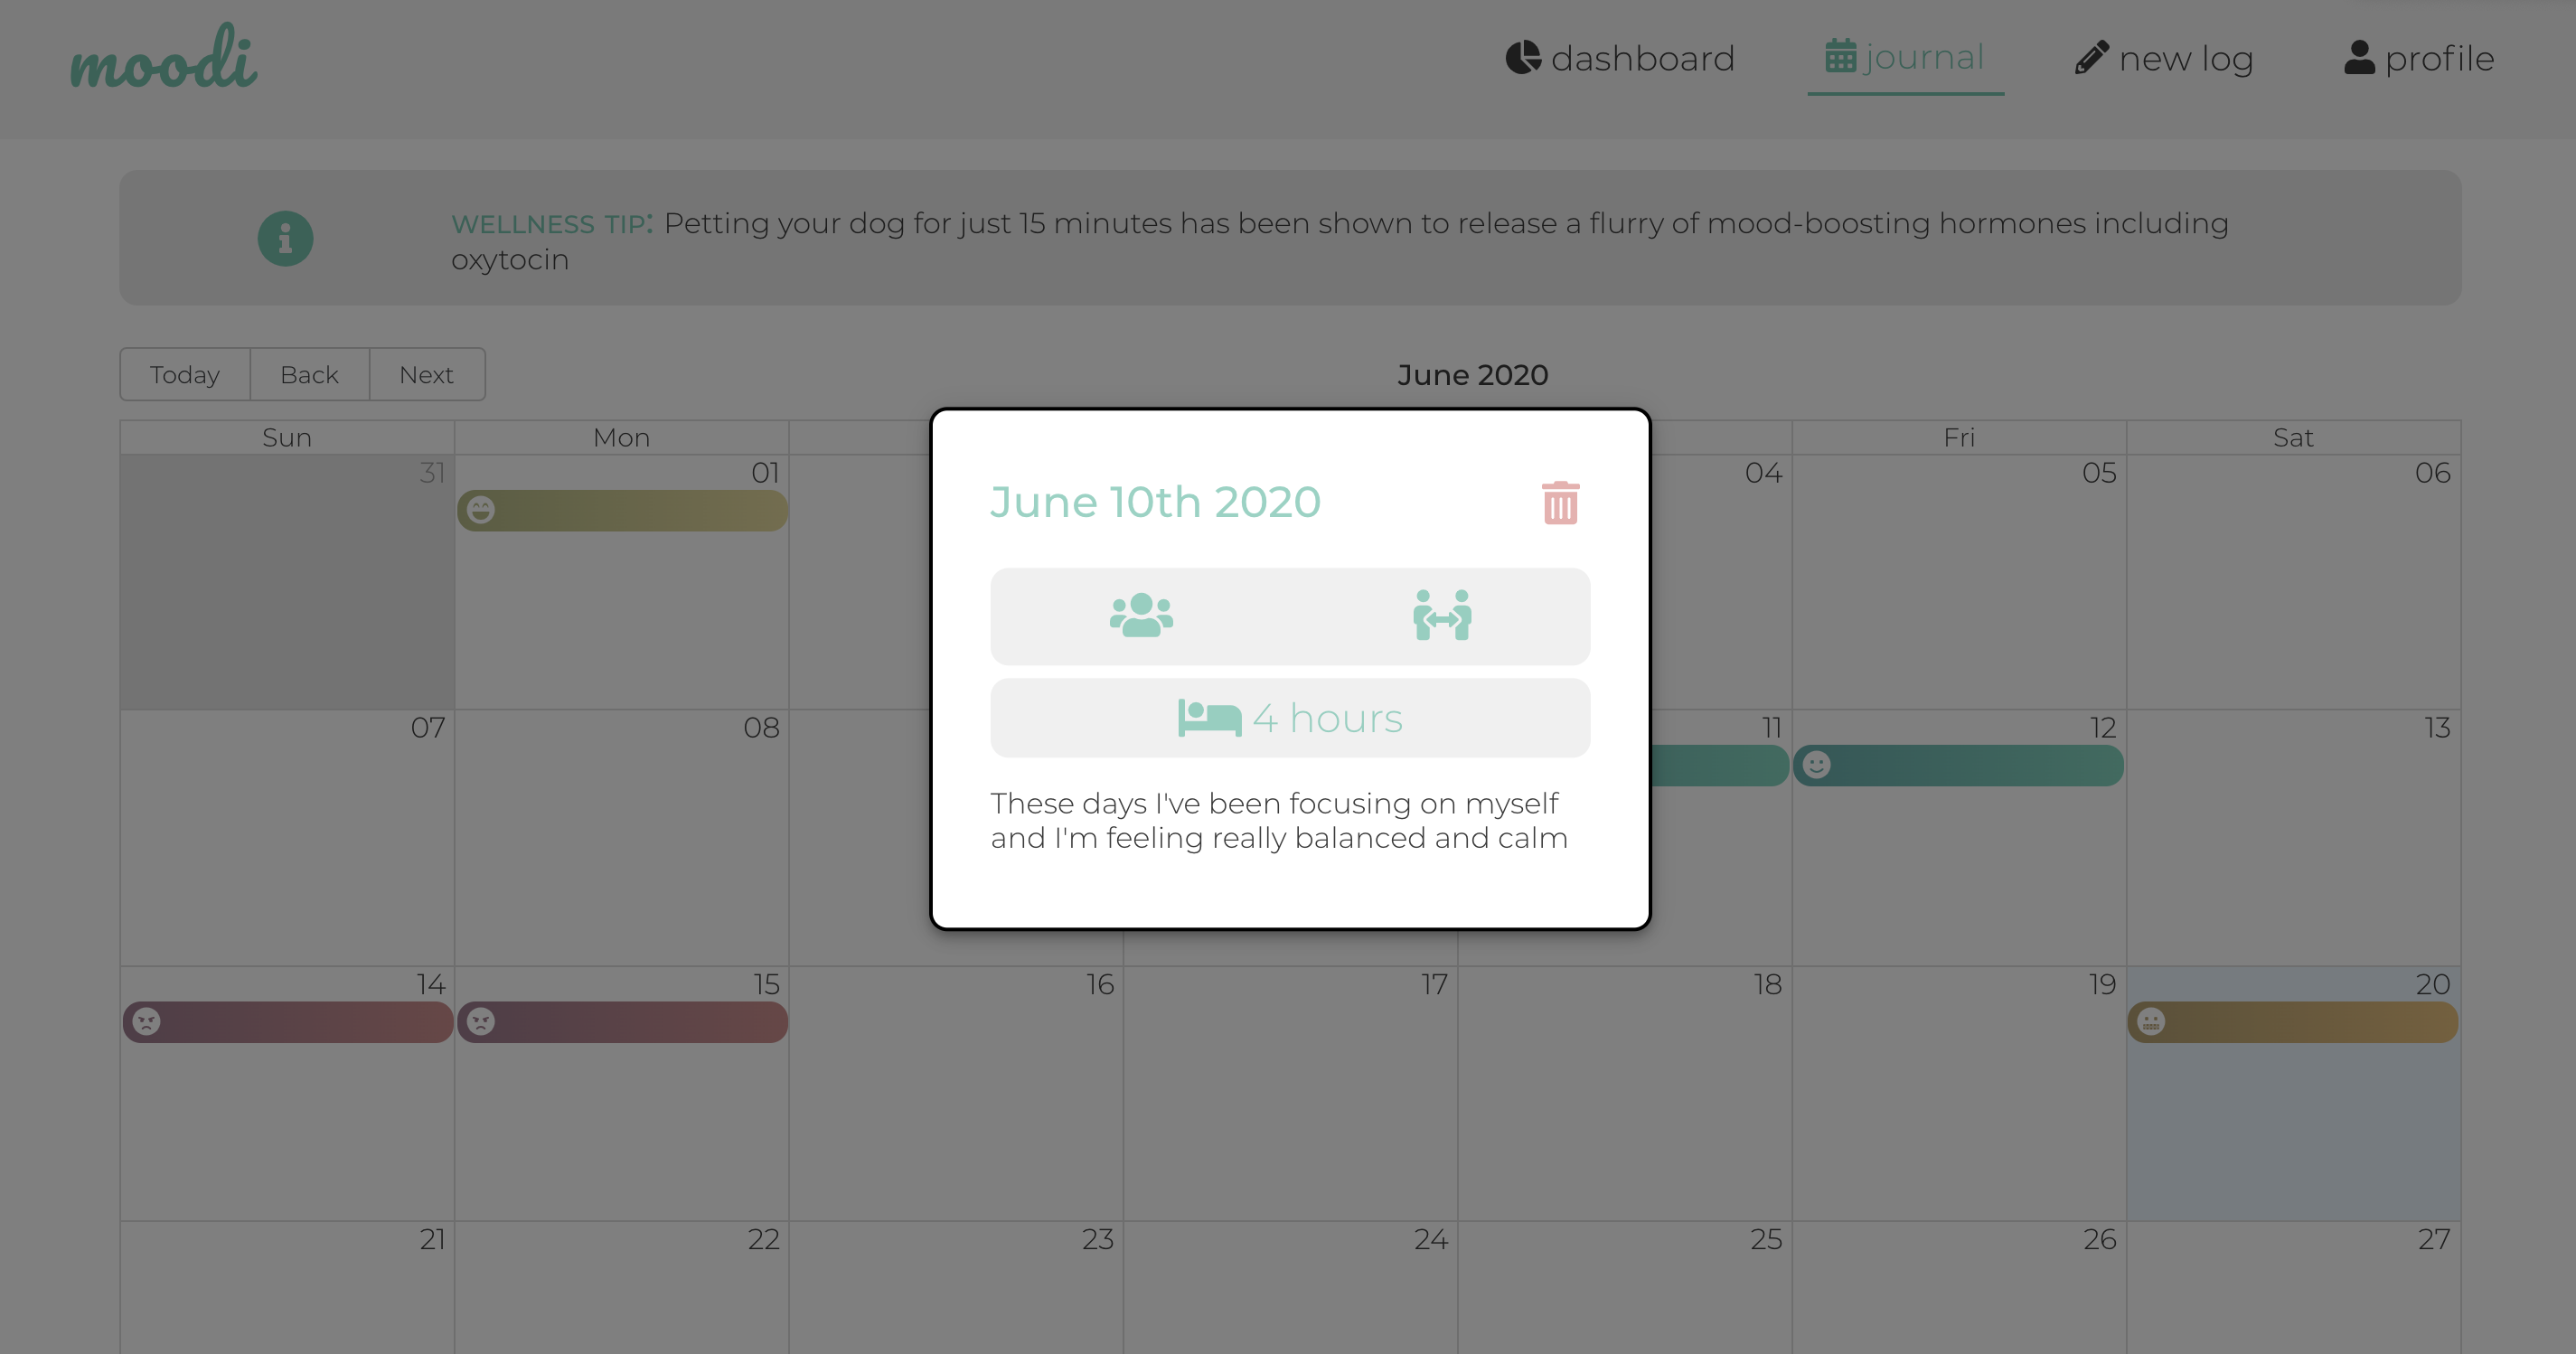 moodi
dashboard
journal
new log
profile
WELLNESS TIP: Petting your dog for just 15 minutes has been shown to release a flurry of mood-boosting hormones including
oxytocin
Today Back Next
June 2020
Sun Mon Fri Sat
31 01 04 05 06
June 10th 2020
4 hours
These days I've been focusing on myself
and I'm feeling really balanced and calm
07 08 11 12 13
14 15 16 17 18 19 20
21 22 23 24 25 26 27